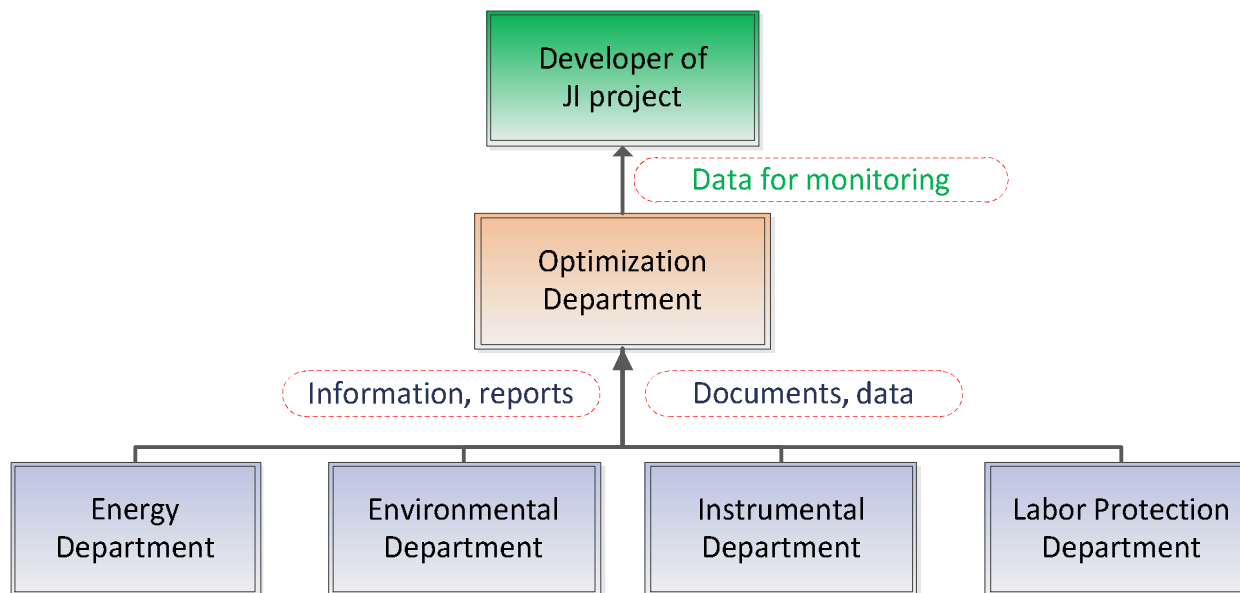 Developer of
JI project
Data for monitoring
Optimization
Department
Information, reports
Documents, data
Energy
Department
Environmental
Department
Instrumental
Department
Labor Protection
Department